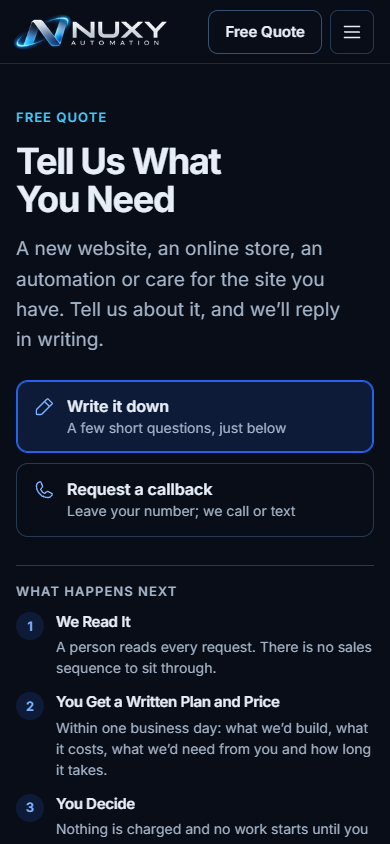 NUXY
AUTOMATION
Free Quote
FREE QUOTE
Tell Us What
You Need
A new website, an online store, an
automation or care for the site you
have. Tell us about it, and we’ll reply
in writing.
Write it down
A few short questions, just below
Request a callback
Leave your number; we call or text
WHAT HAPPENS NEXT
1
We Read It
A person reads every request. There is no sales
sequence to sit through.
2
You Get a Written Plan and Price
Within one business day: what we’d build, what
it costs, what we’d need from you and how long
it takes.
3
You Decide
Nothing is charged and no work starts until you